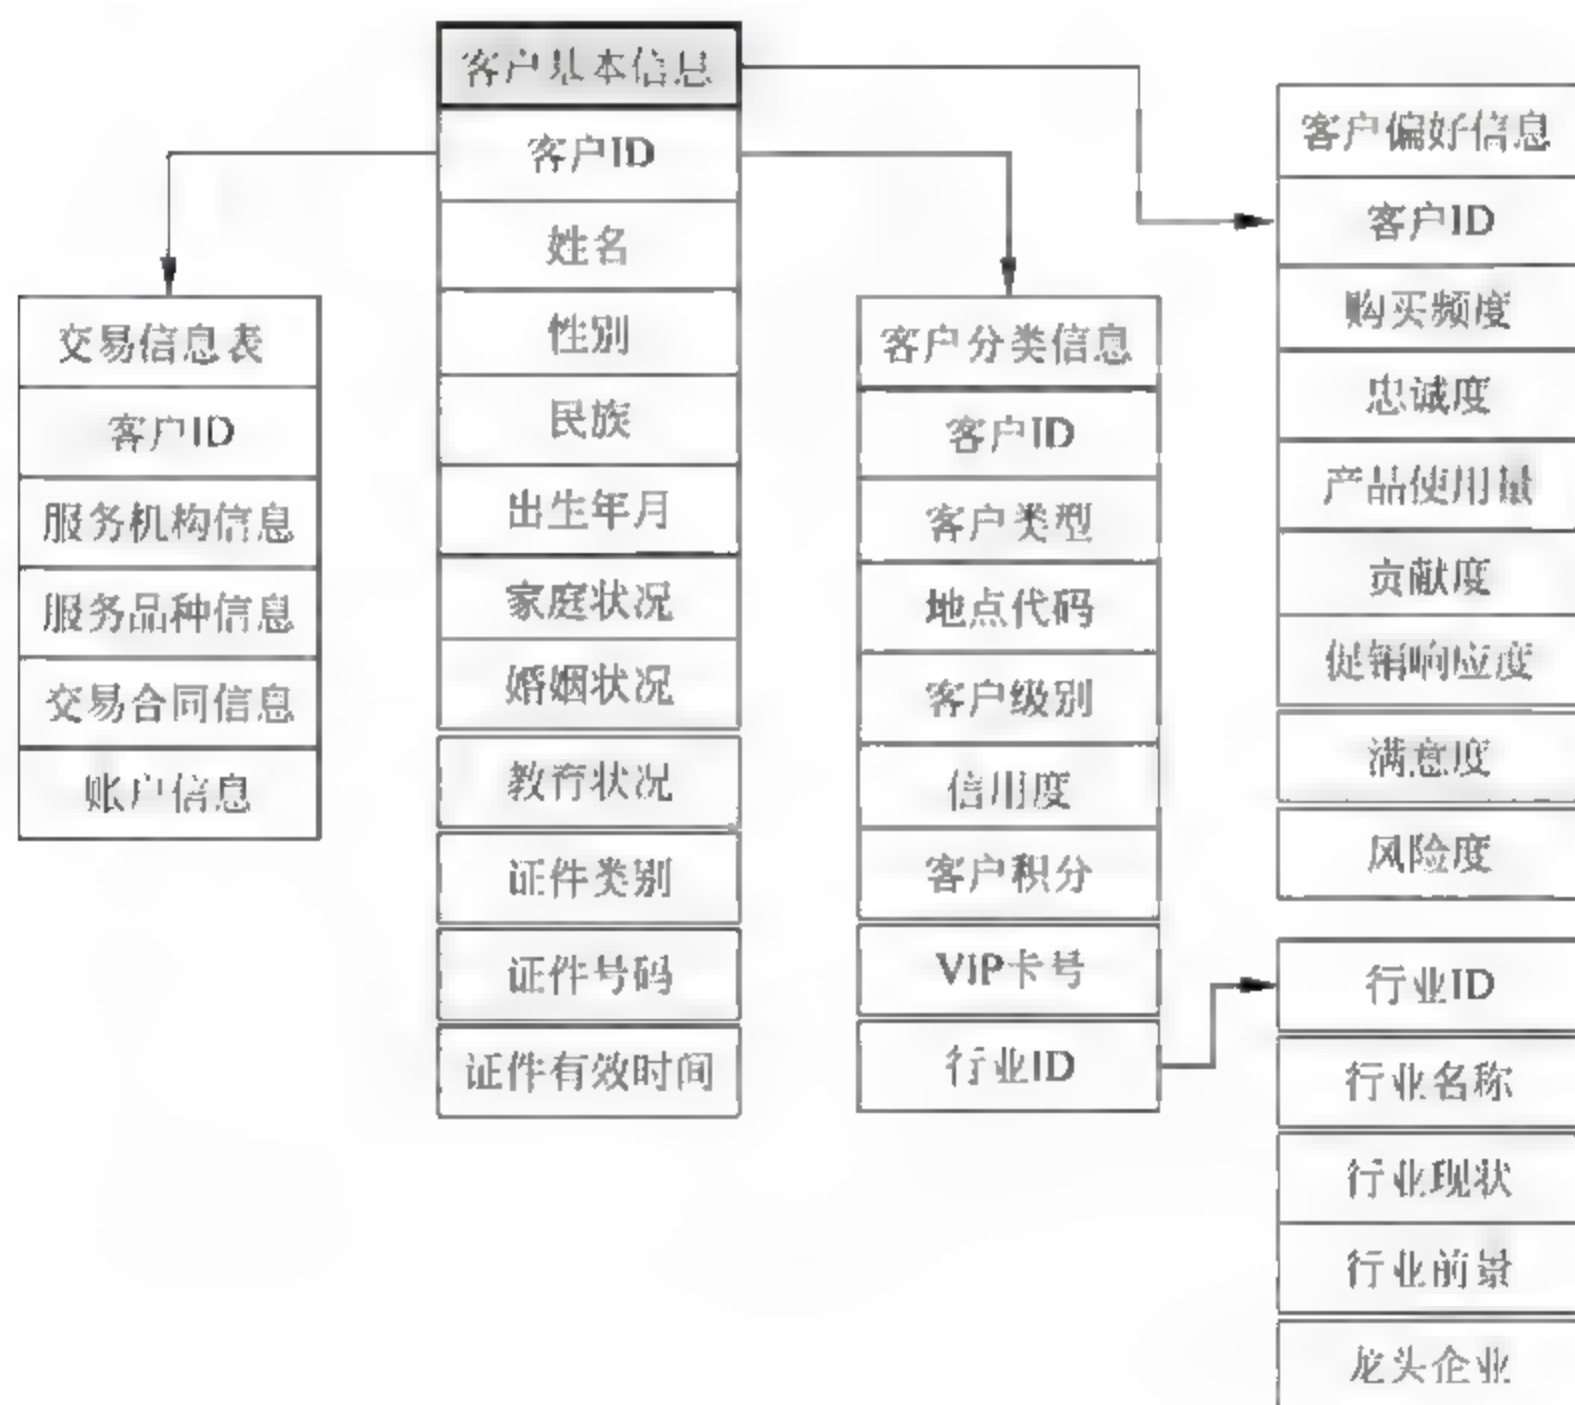 客户基本信息
客户ID
姓名
性别
民族
出生年月
家庭状况
婚姻状况
教育状况
证件类别
证件号码
证件有效时间
交易信息表
客户ID
服务机构信息
服务品种信息
交易合同信息
账户信息
客户分类信息
客户ID
客户类型
地点代码
客户级别
信用度
客户积分
VIP卡号
行业ID
客户偏好信息
客户ID
购买频度
忠诚度
产品使用量
贡献度
促销响应度
满意度
风险度
行业ID
行业名称
行业现状
行业前景
龙头企业